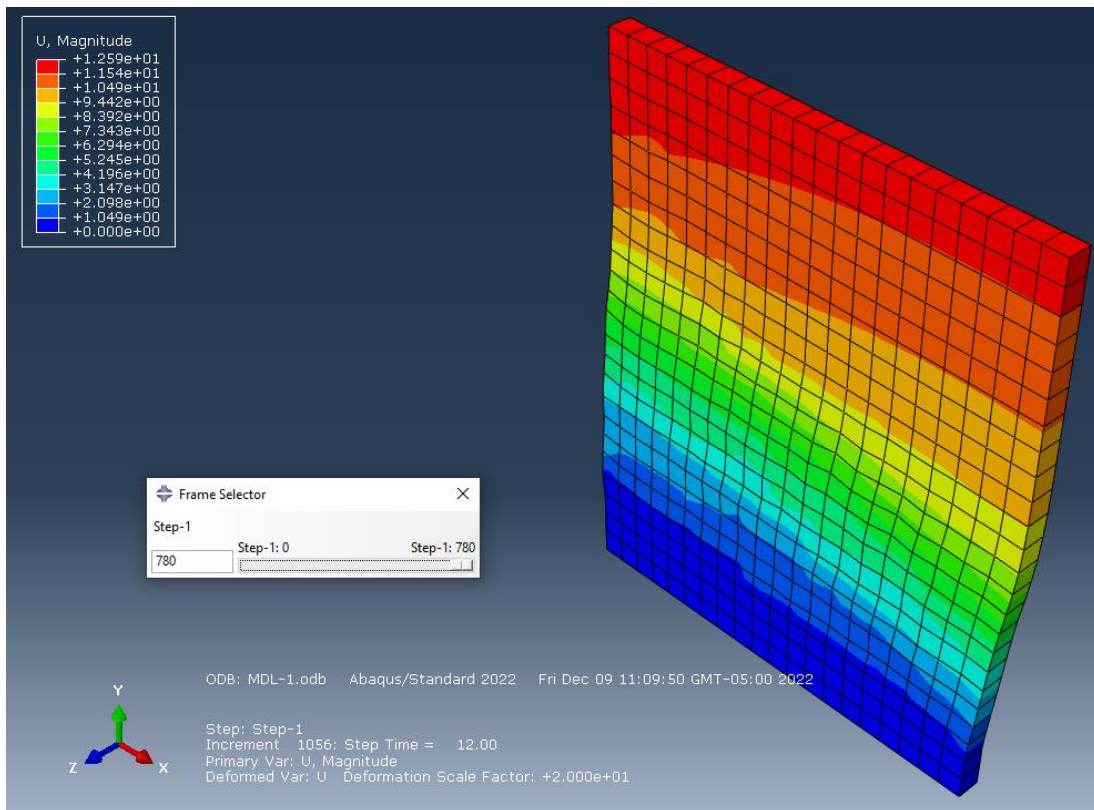 U, Magnitude
+1.259e+01
+1.154e+01
+1.049e+01
+9.442e+00
+8.392e+00
+7.343e+00
+6.294e+00
+5.245e+00
+4.196e+00
+3.147e+00
+2.098e+00
+1.049e+00
+0.000e+00
Frame Selector
Step-1
Step-1: 0 Step-1: 780
780
ODB: MDL-1.odb Abaqus/Standard 2022 Fri Dec 09 11:09:50 GMT-05:00 2022
Step: Step-1
Increment 1056: Step Time = 12.00
Primary Var: U, Magnitude
Deformed Var: U Deformation Scale Factor: +2.000e+01
Y
Z X